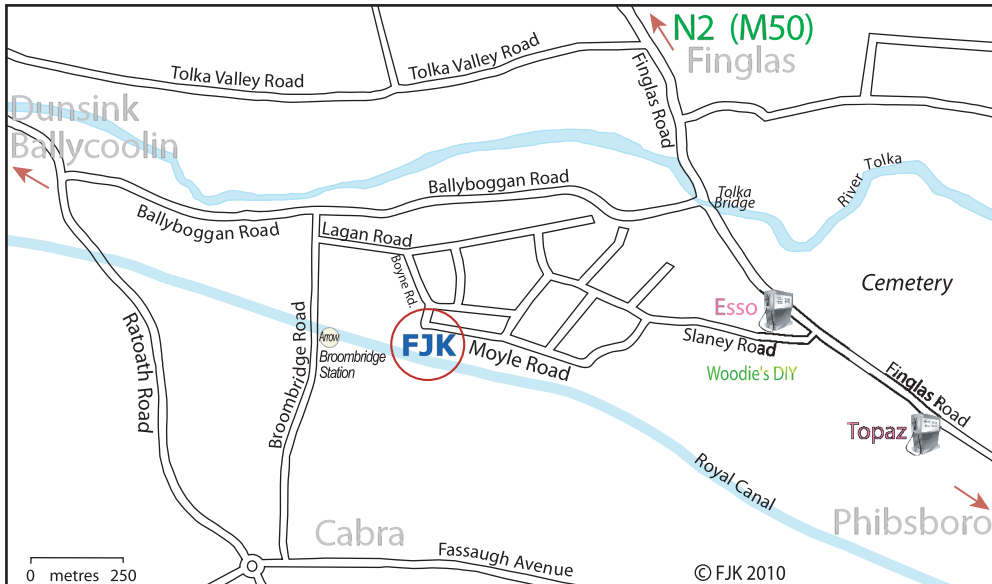 N2 (M50)
Finglas
Tolka Valley Road
Tolka Valley Road
Finglas Road
Dunsink
Ballycoolin
River Tolka
Tolka
Bridge
Ballyboggan Road
Ballyboggan Road
Lagan Road
Boyne Rd.
Cemetery
Esso
Slaney Road
Woodie's DIY
Ratoath Road
Broombridge Road
Arrow
Broombridge
Station
FJK
Moyle Road
Finglas Road
Topaz
Royal Canal
Phibsboro
Cabra
Fassaugh Avenue
0 metres 250
© FJK 2010